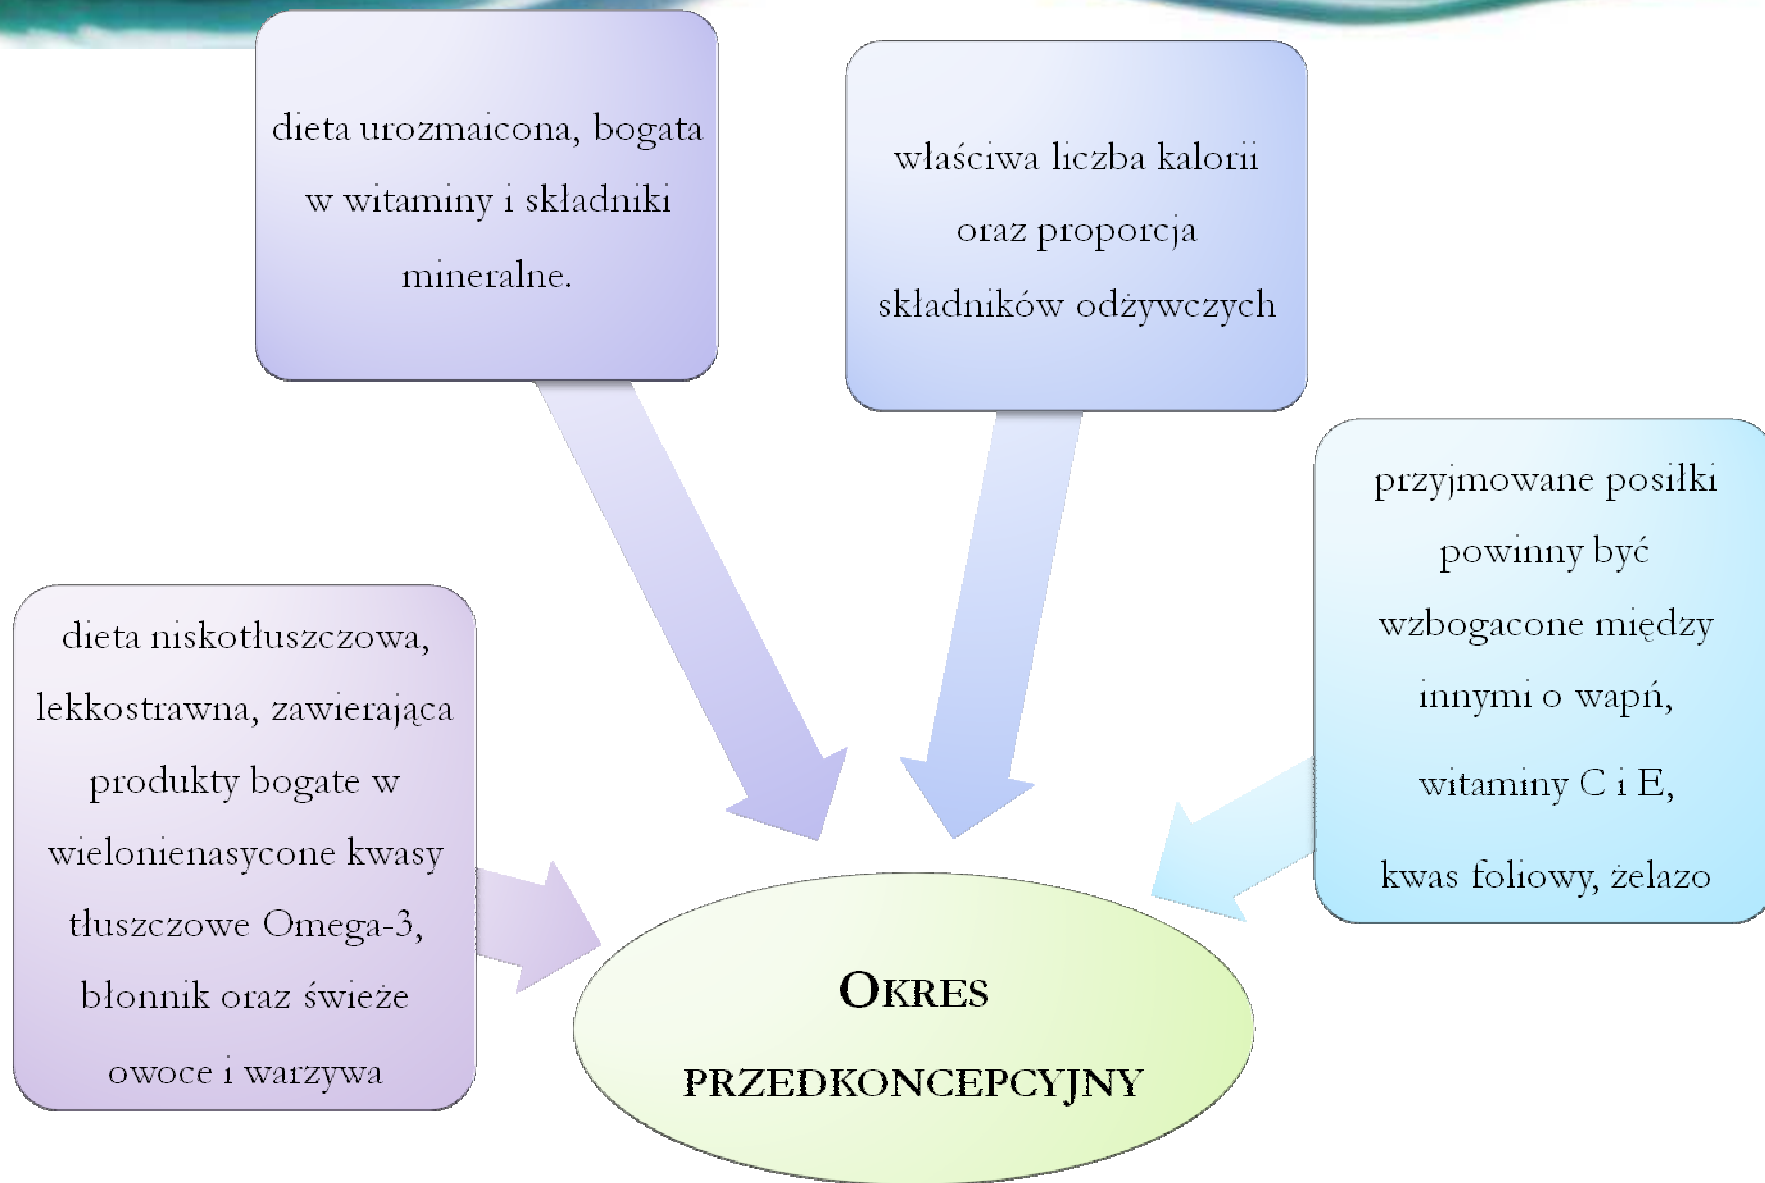 dieta urozmaicona, bogata
w witaminy i składniki
mineralne.
właściwa liczba kalorii
oraz proporcja
składników odżywczych
przyjmowane posiłki
powinny być
wzbogacone między
innymi o wapń,
witaminy C i E,
kwas foliowy, żelazo
dieta niskotłuszczowa,
lekkostrawna, zawierająca
produkty bogate w
wielonienasycone kwasy
tłuszczowe Omega-3,
błonnik oraz świeże
owoce i warzywa
OKRES
PRZEDKONCEPCYJNY